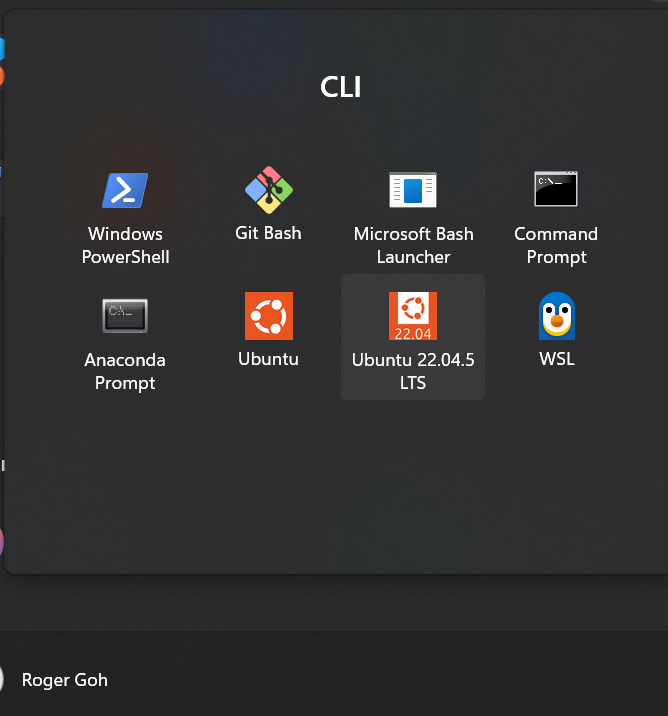 CLI
Windows
PowerShell
Git Bash
Microsoft Bash
Launcher
C:\._
Command
Prompt
C:\._
Anaconda
Prompt
Ubuntu
22.04
Ubuntu 22.04.5
LTS
WSL
Roger Goh